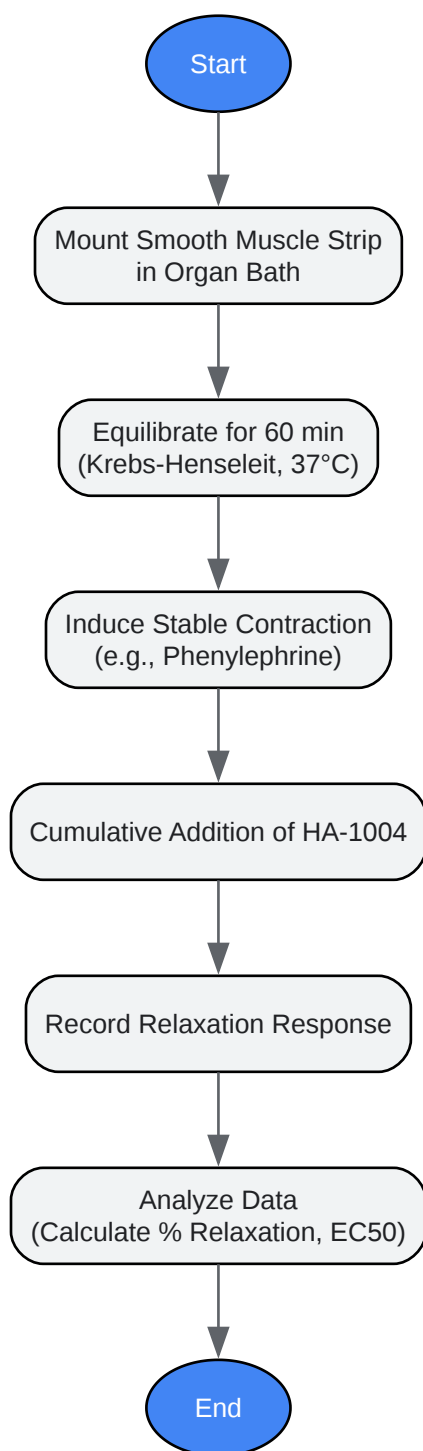 Start
Mount Smooth Muscle Strip
in Organ Bath
Equilibrate for 60 min
(Krebs-Henseleit, 37°C)
Induce Stable Contraction
(e.g., Phenylephrine)
Cumulative Addition of HA-1004
Record Relaxation Response
Analyze Data
(Calculate % Relaxation, EC50)
End